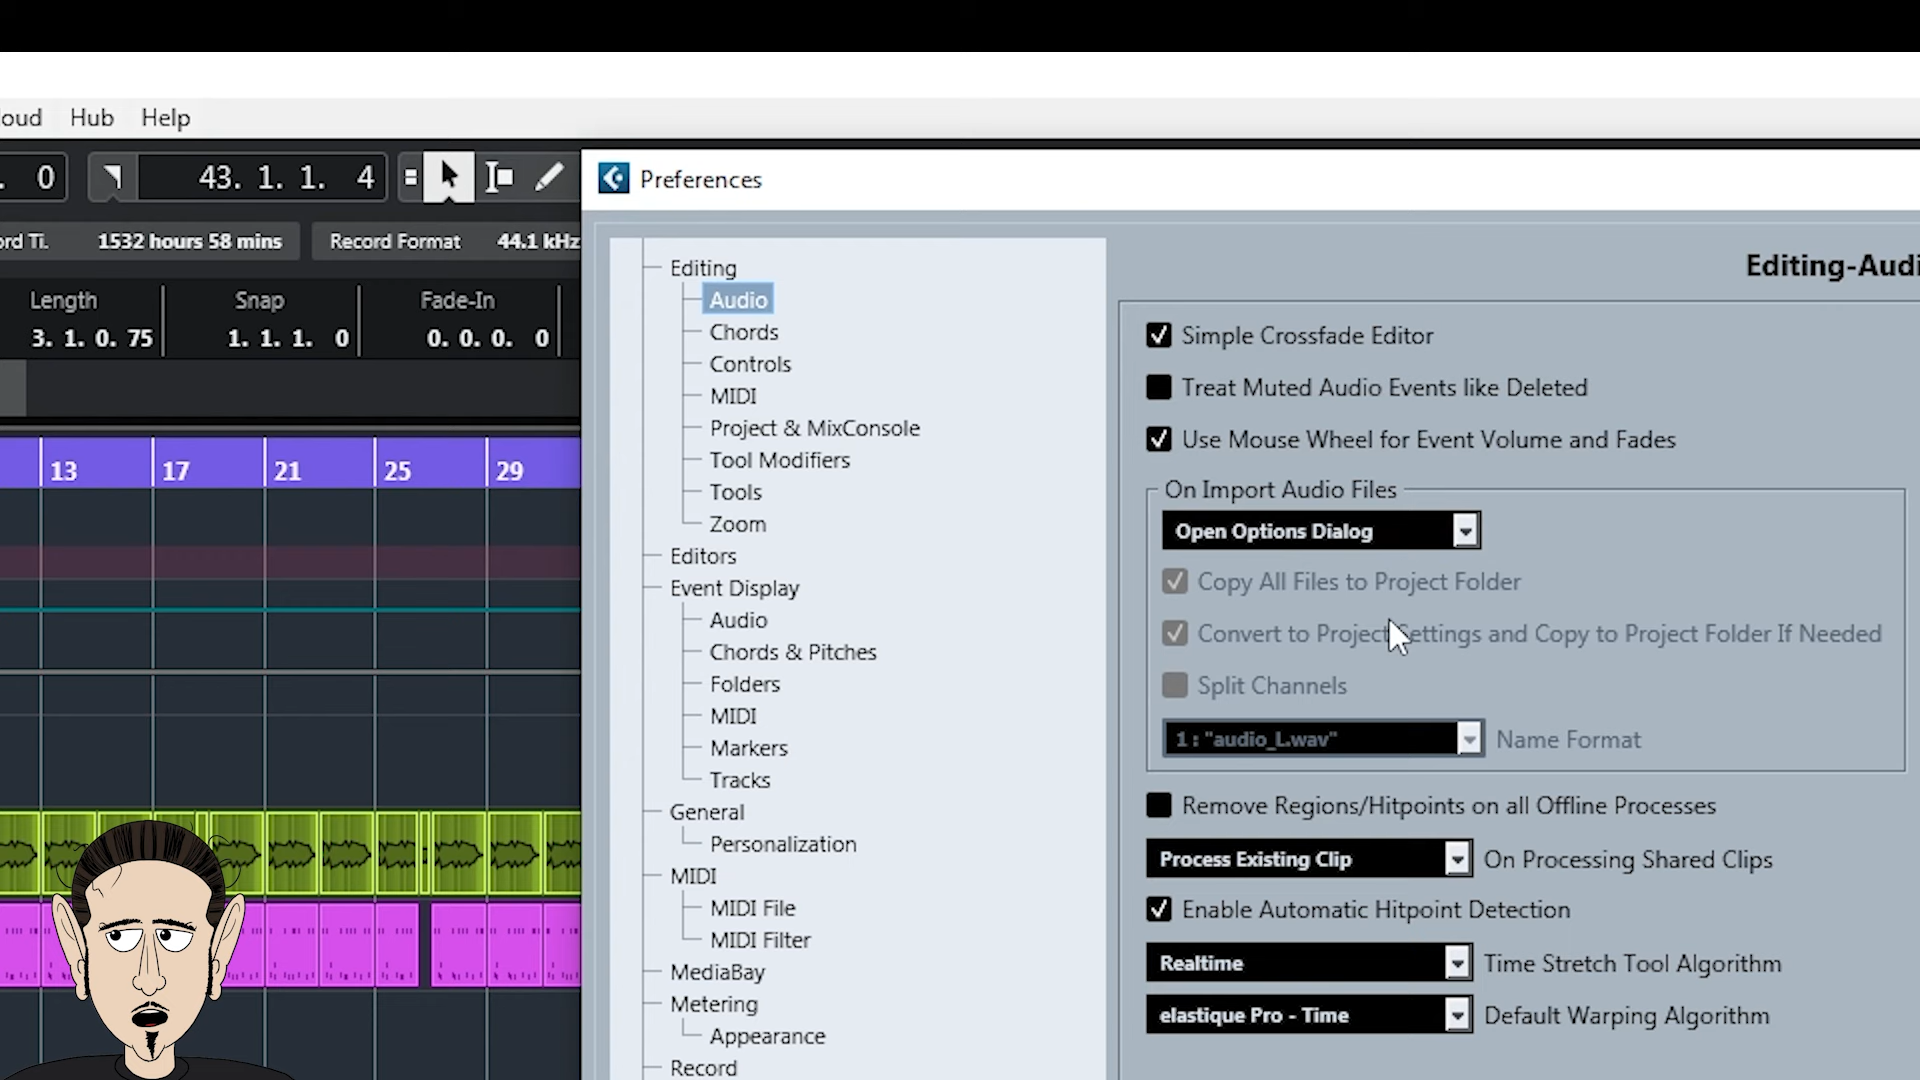 oud Hub Help
. 0
43. 1. 1. 4
Preferences
ord Ti. 1532 hours 58 mins
Record Format 44.1 kHz
Length
3. 1. 0. 75
Snap
1. 1. 1. 0
Fade-In
0. 0. 0. 0
13 17 21 25 29
Editing
Audio
Chords
Controls
MIDI
Project & MixConsole
Tool Modifiers
Tools
Zoom
Editors
Event Display
Audio
Chords & Pitches
Folders
MIDI
Markers
Tracks
General
Personalization
MIDI
MIDI File
MIDI Filter
MediaBay
Metering
Appearance
Record
Editing-Audi
Simple Crossfade Editor
Treat Muted Audio Events like Deleted
Use Mouse Wheel for Event Volume and Fades
On Import Audio Files
Open Options Dialog
Copy All Files to Project Folder
Convert to Project Settings and Copy to Project Folder If Needed
Split Channels
1 : "audio_L.wav" Name Format
Remove Regions/Hitpoints on all Offline Processes
Process Existing Clip On Processing Shared Clips
Enable Automatic Hitpoint Detection
Realtime Time Stretch Tool Algorithm
elastique Pro - Time Default Warping Algorithm